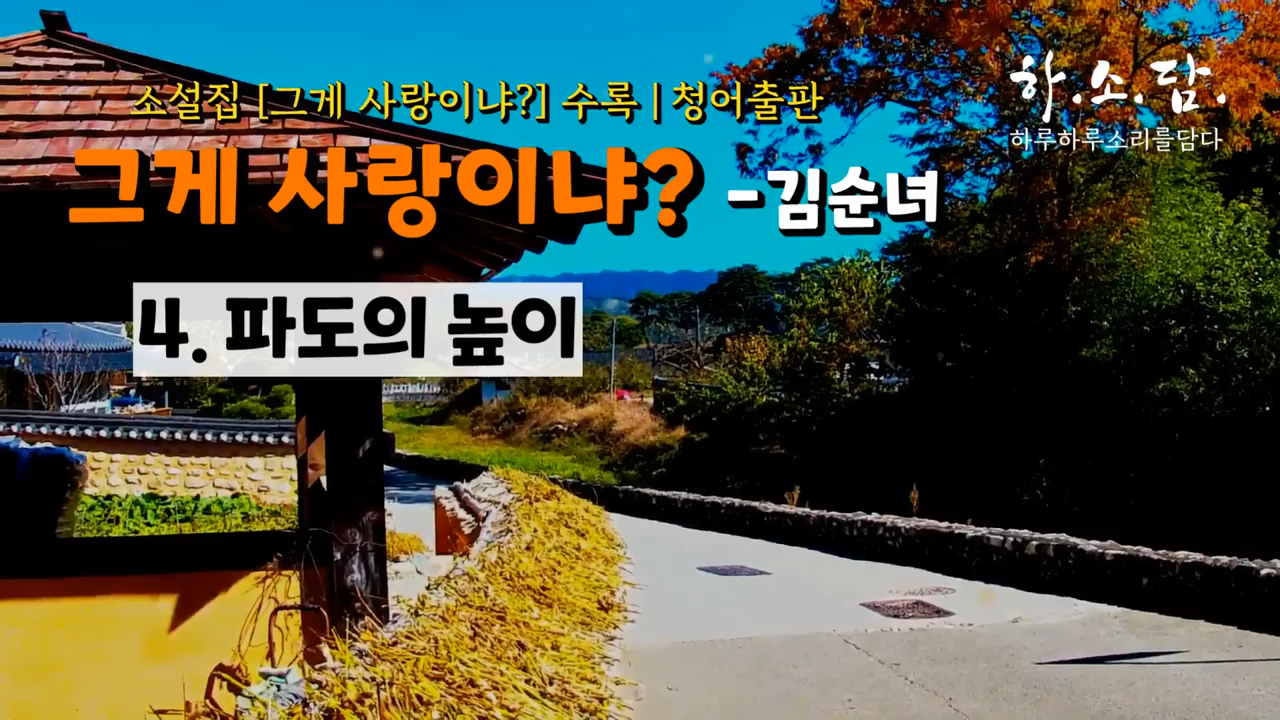 소설집 [그게 사랑이냐?] 수록 | 청어출판
그게 사랑이냐? -김순녀
4. 파도의 높이
하.소.담.
하루하루소리를담다